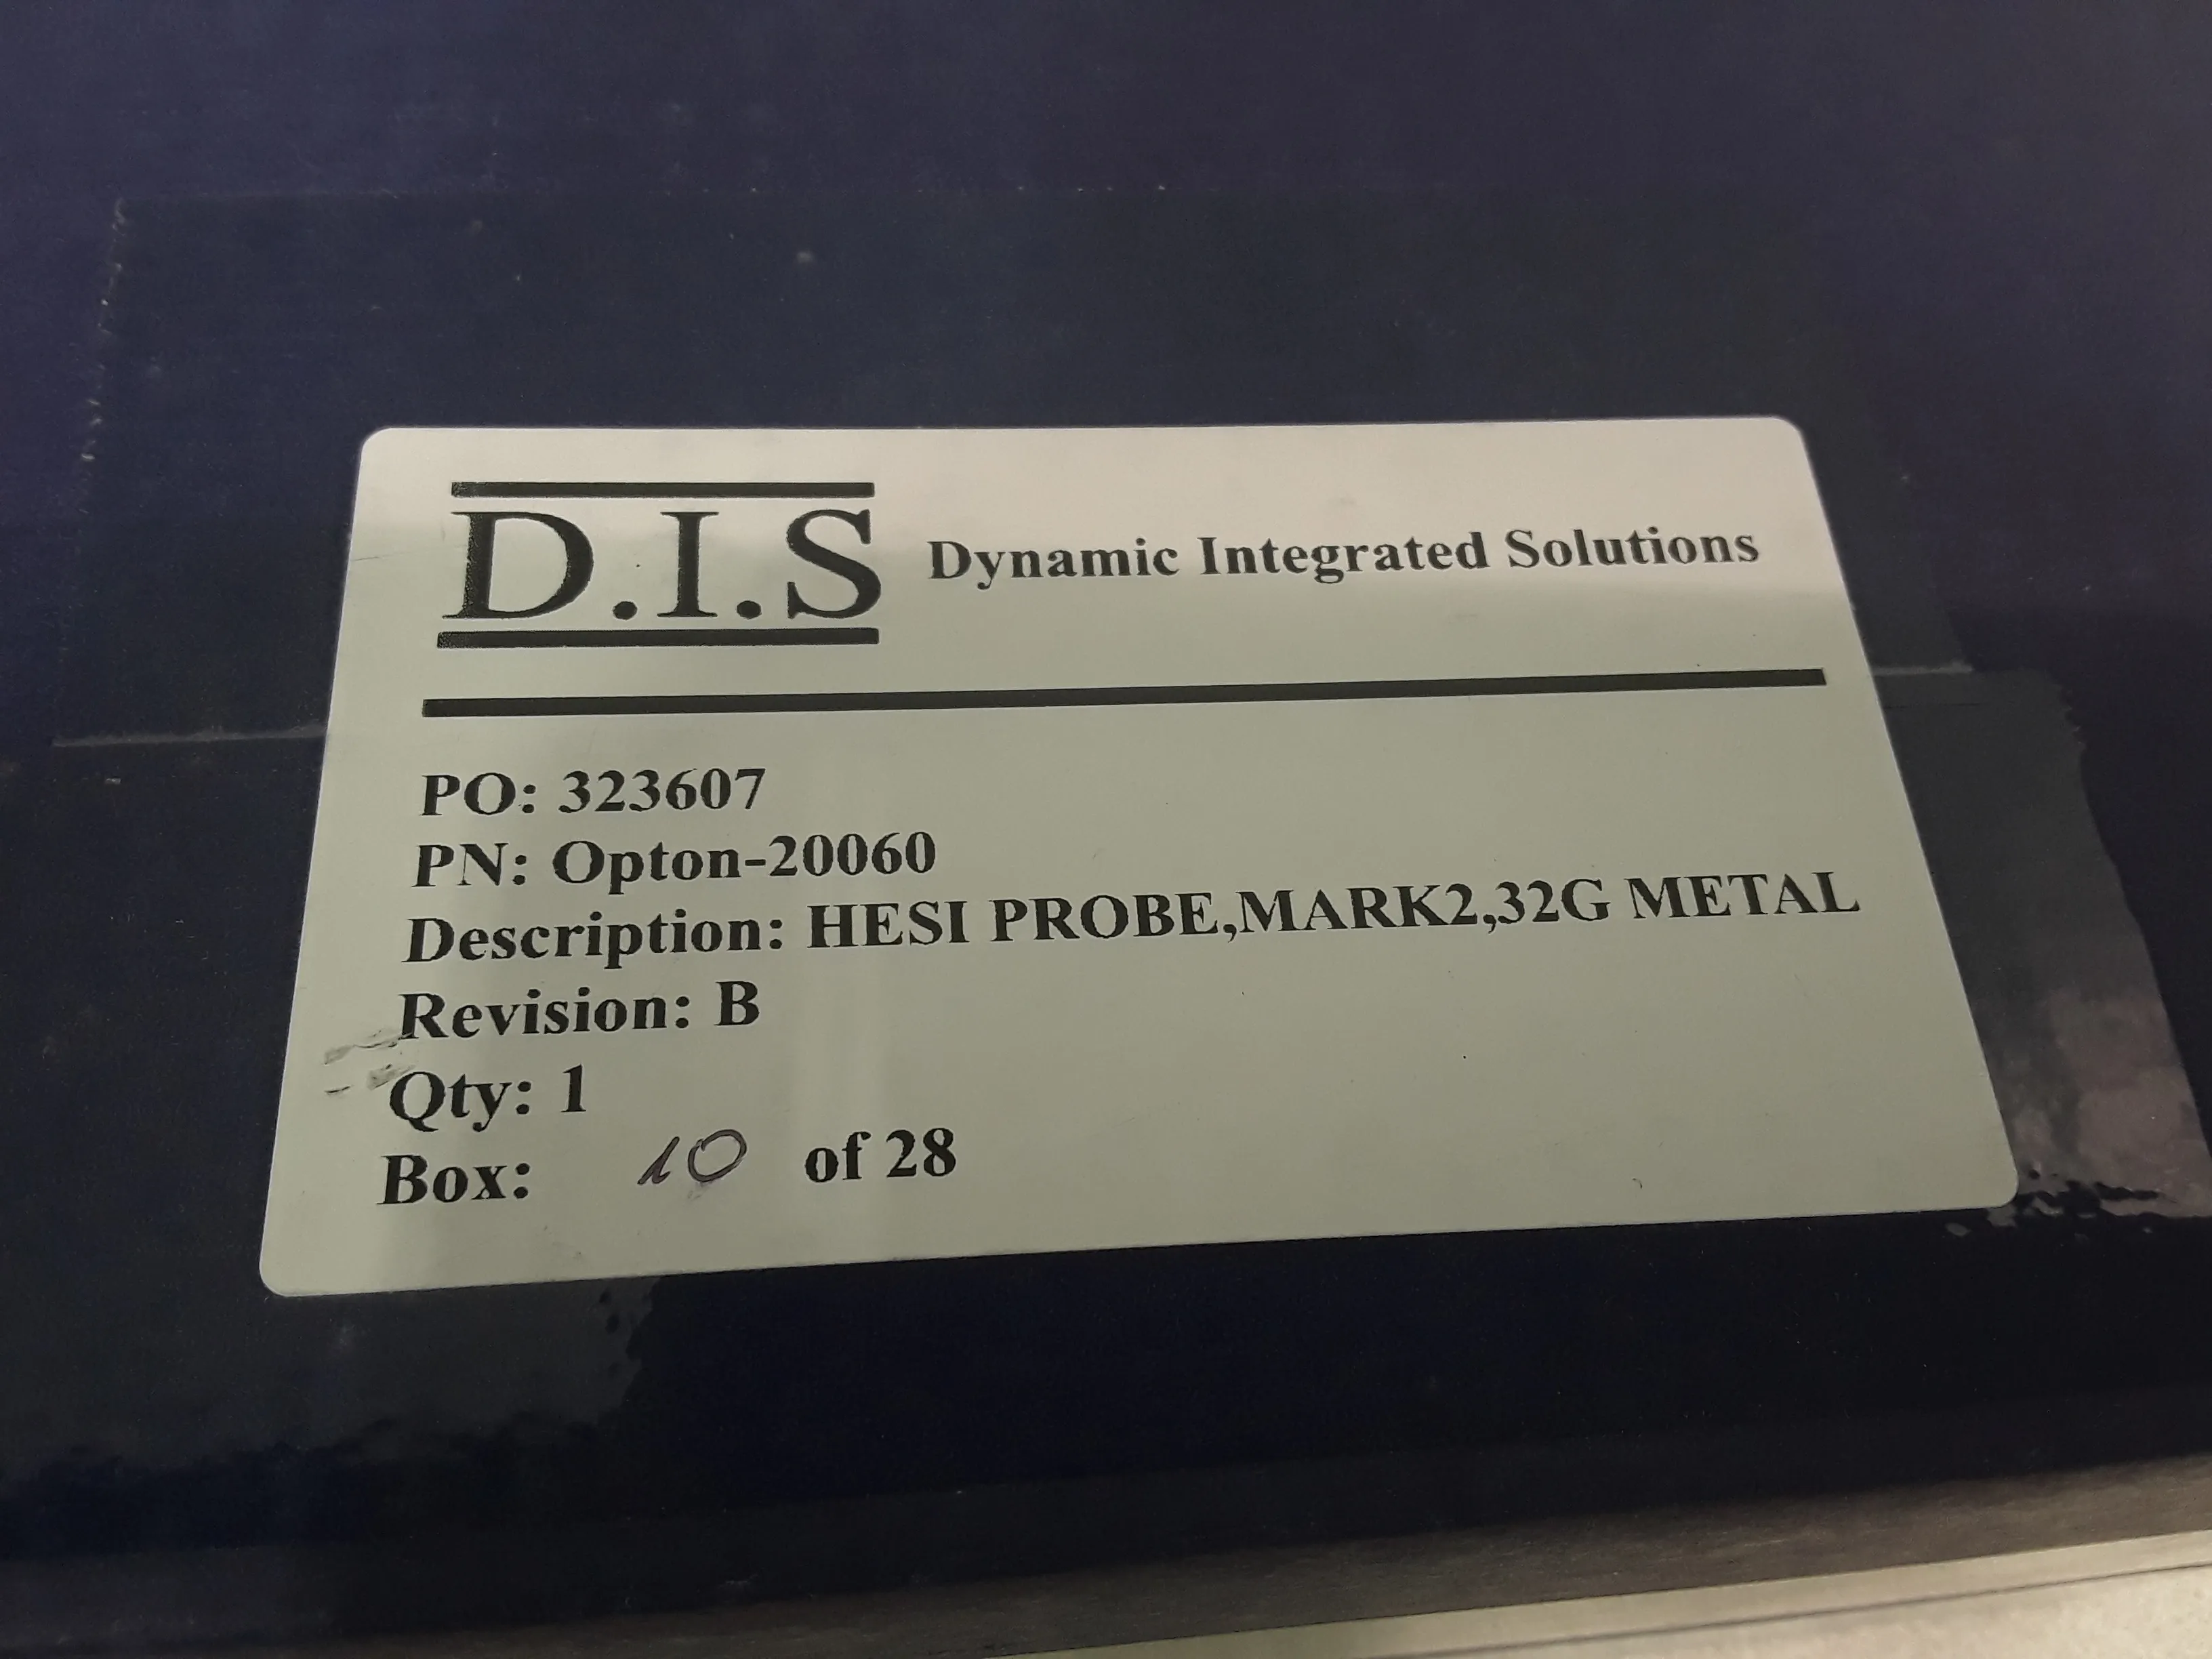 D.I.S Dynamic Integrated Solutions
PO: 323607
PN: Opton-20060
Description: HESI PROBE,MARK2,32G METAL
Revision: B
Qty: 1
Box: 10 of 28